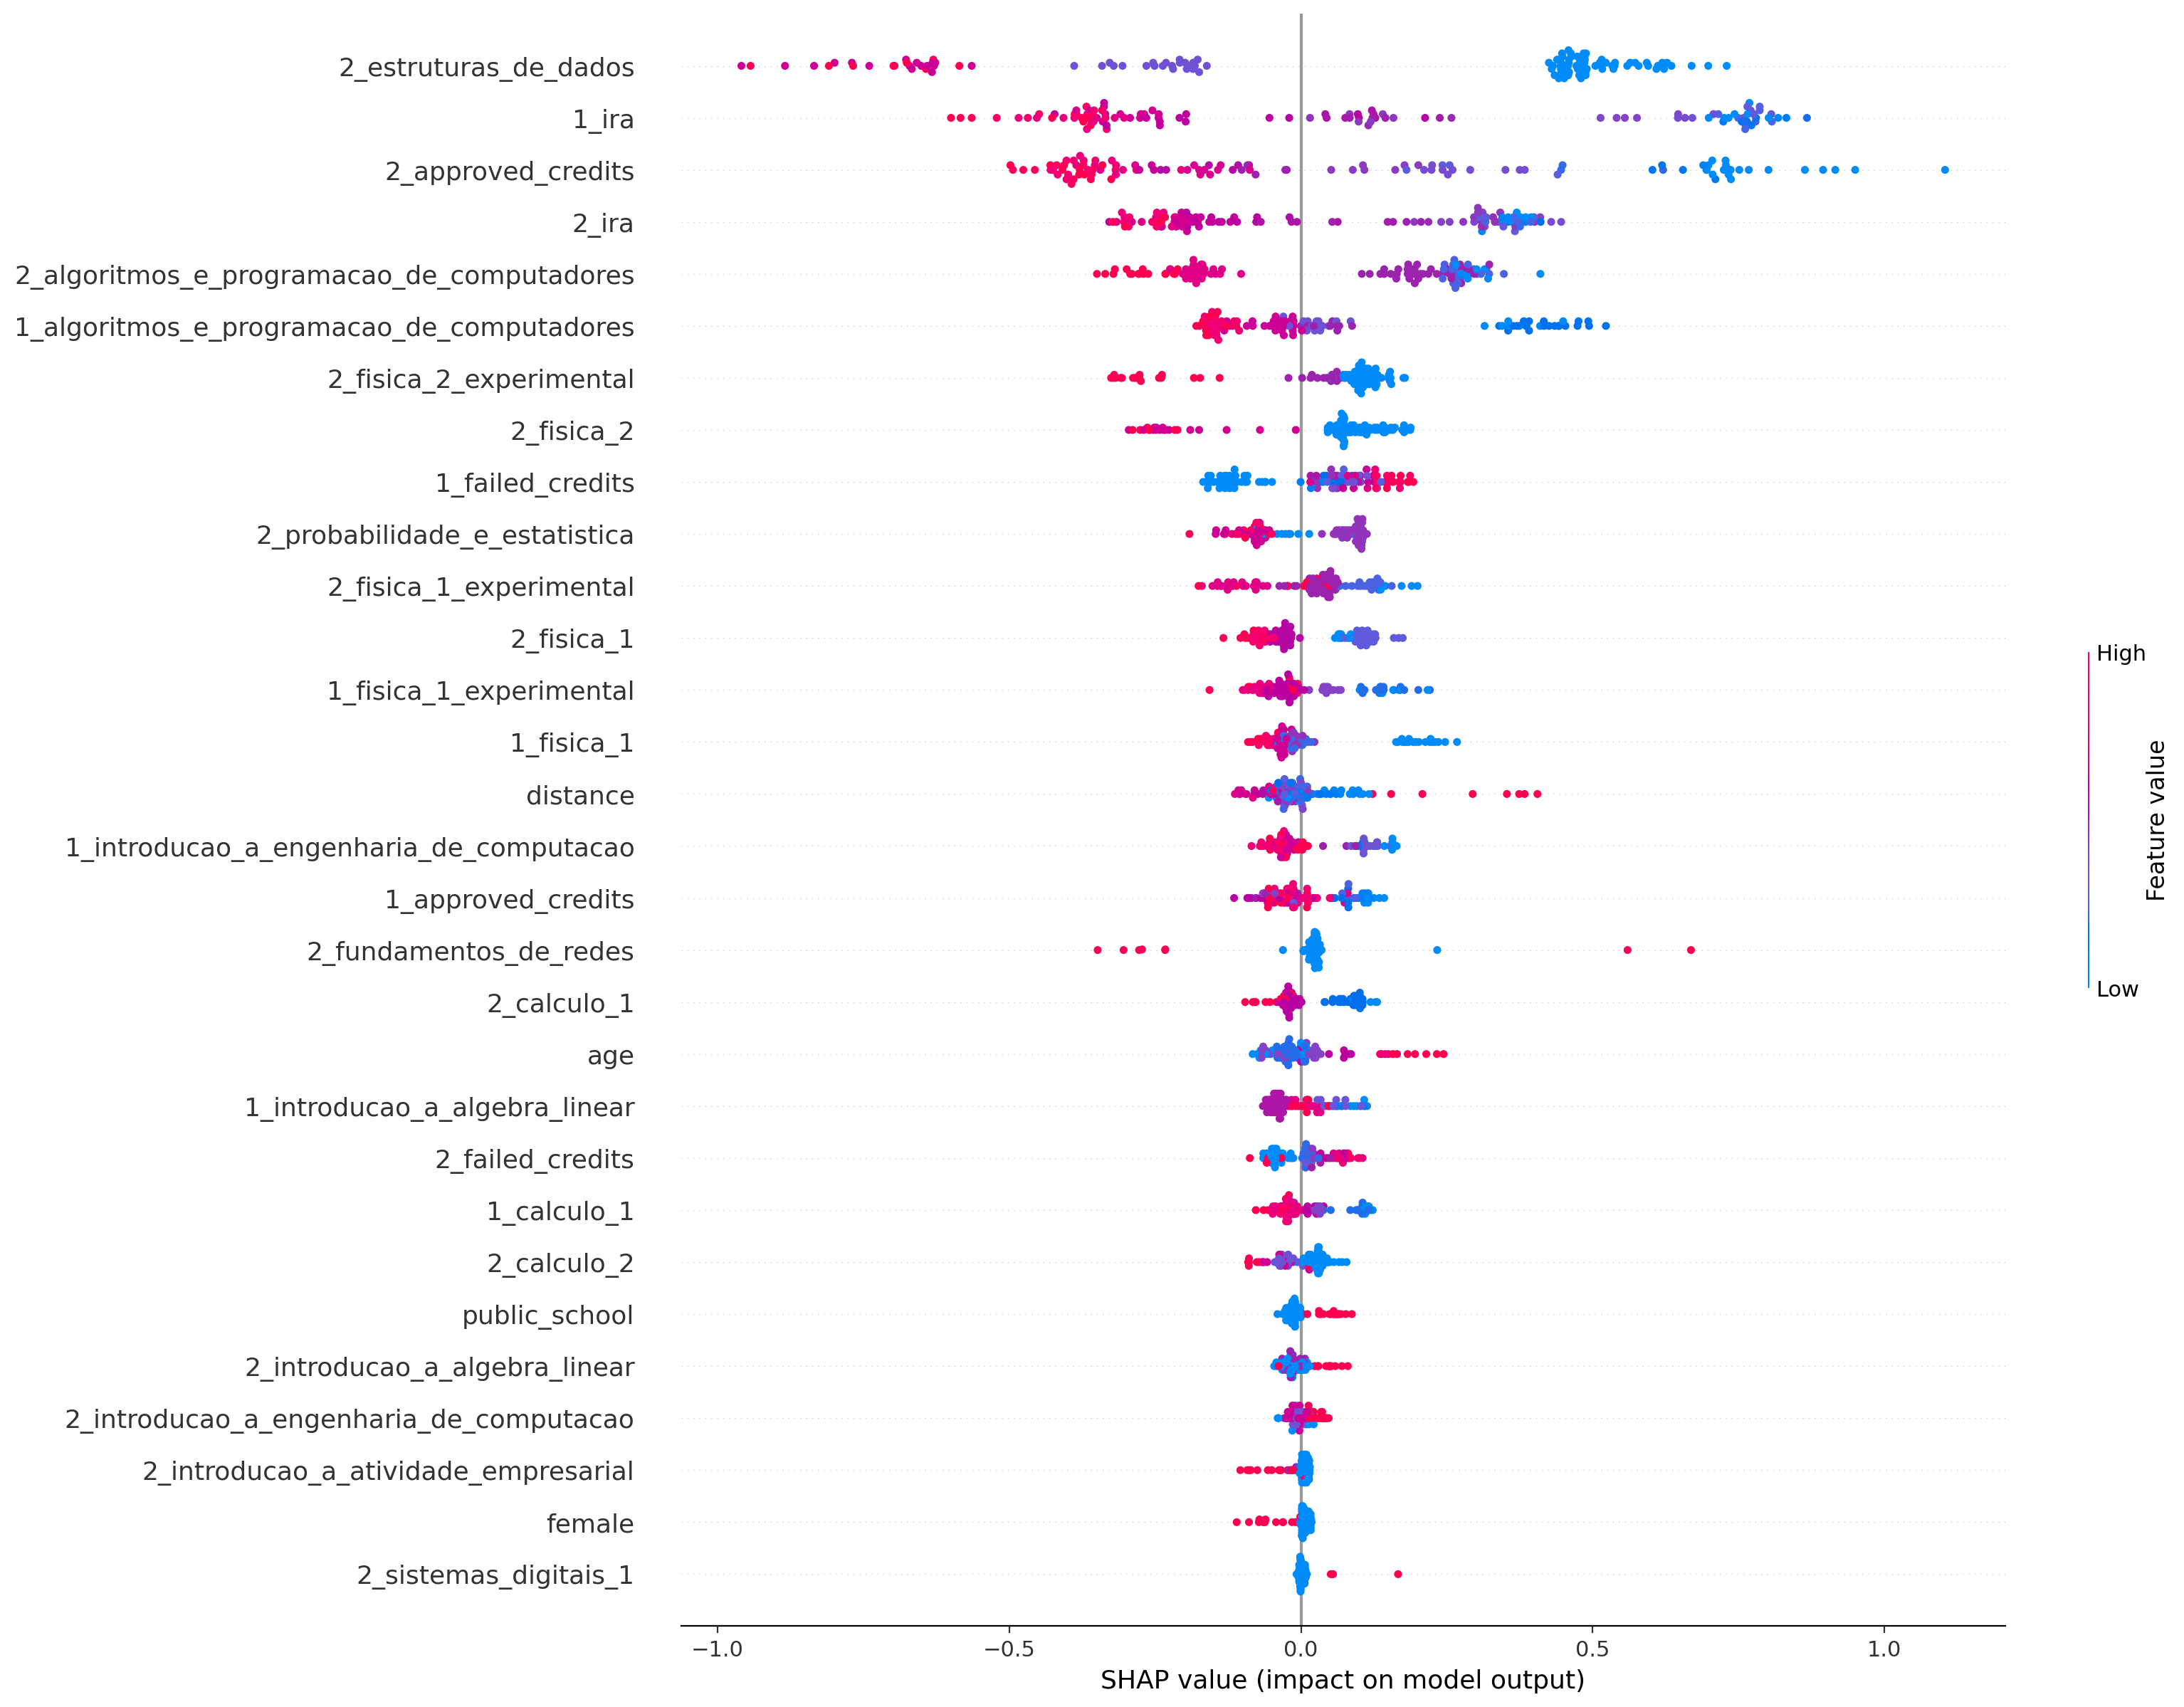 2_estruturas_de_dados
1_ira
2_approved_credits
2_ira
2_algoritmos_e_programacao_de_computadores
1_algoritmos_e_programacao_de_computadores
2_fisica_2_experimental
2_fisica_2
1_failed_credits
2_probabilidade_e_estatistica
2_fisica_1_experimental
2_fisica_1
1_fisica_1_experimental
1_fisica_1
distance
1_introducao_a_engenharia_de_computacao
1_approved_credits
2_fundamentos_de_redes
2_calculo_1
age
1_introducao_a_algebra_linear
2_failed_credits
1_calculo_1
2_calculo_2
public_school
2_introducao_a_algebra_linear
2_introducao_a_engenharia_de_computacao
2_introducao_a_atividade_empresarial
female
2_sistemas_digitais_1
−1.0 −0.5 0.0 0.5 1.0
SHAP value (impact on model output)
High
Feature value
Low